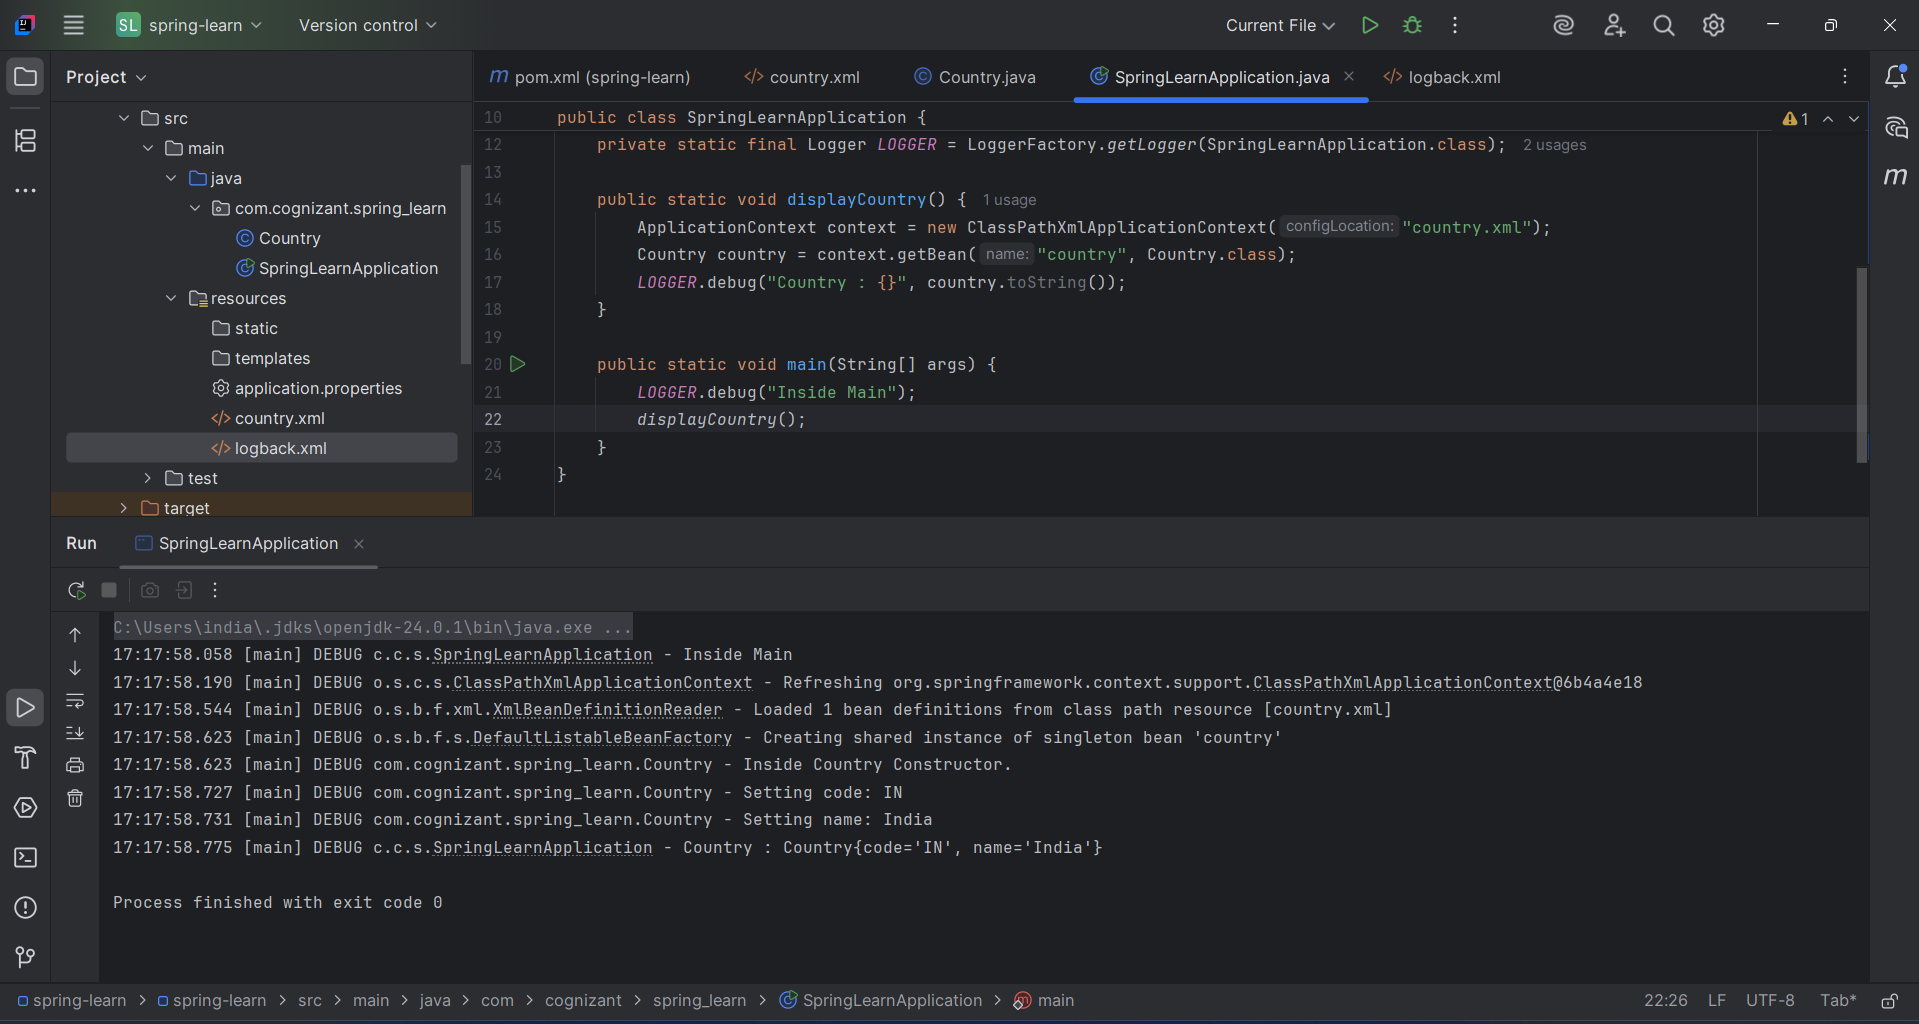 SL spring-learn Version control Current File
Project
pom.xml (spring-learn) country.xml Country.java SpringLearnApplication.java logback.xml
src
main
java
com.cognizant.spring_learn
Country
SpringLearnApplication
resources
static
templates
application.properties
country.xml
logback.xml
test
target
10 public class SpringLearnApplication { 1
12 private static final Logger LOGGER = LoggerFactory.getLogger(SpringLearnApplication.class); 2 usages
13
14 public static void displayCountry() { 1 usage
15 ApplicationContext context = new ClassPathXmlApplicationContext( configLocation: "country.xml");
16 Country country = context.getBean( name: "country", Country.class);
17 LOGGER.debug("Country : {}", country.toString());
18 }
19
20 public static void main(String[] args) {
21 LOGGER.debug("Inside Main");
22 displayCountry();
23 }
24 }
Run SpringLearnApplication
C:\Users\india\.jdks\openjdk-24.0.1\bin\java.exe ...
17:17:58.058 [main] DEBUG c.c.s.SpringLearnApplication - Inside Main
17:17:58.190 [main] DEBUG o.s.c.s.ClassPathXmlApplicationContext - Refreshing org.springframework.context.support.ClassPathXmlApplicationContext@6b4a4e18
17:17:58.544 [main] DEBUG o.s.b.f.xml.XmlBeanDefinitionReader - Loaded 1 bean definitions from class path resource [country.xml]
17:17:58.623 [main] DEBUG o.s.b.f.s.DefaultListableBeanFactory - Creating shared instance of singleton bean 'country'
17:17:58.623 [main] DEBUG com.cognizant.spring_learn.Country - Inside Country Constructor.
17:17:58.727 [main] DEBUG com.cognizant.spring_learn.Country - Setting code: IN
17:17:58.731 [main] DEBUG com.cognizant.spring_learn.Country - Setting name: India
17:17:58.775 [main] DEBUG c.c.s.SpringLearnApplication - Country : Country{code='IN', name='India'}
Process finished with exit code 0
spring-learn > spring-learn > src > main > java > com > cognizant > spring_learn > SpringLearnApplication > main 22:26 LF UTF-8 Tab*